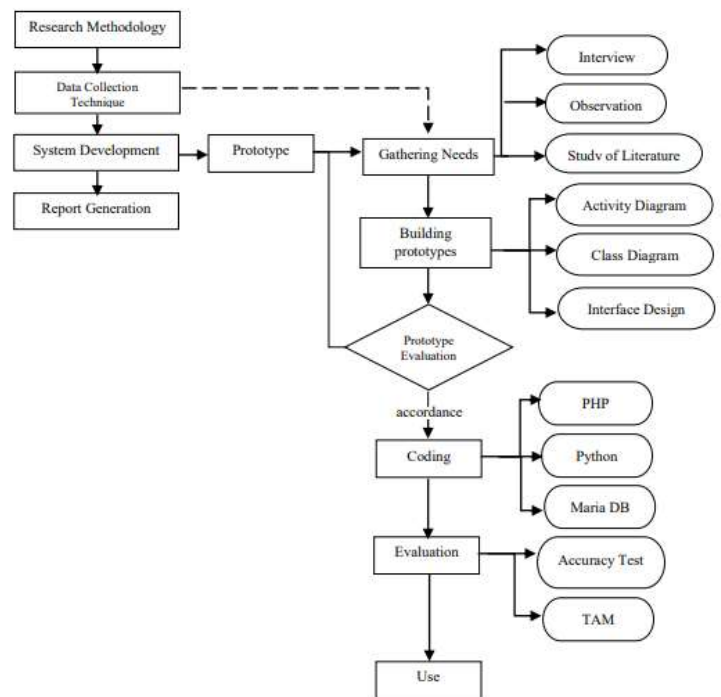 Research Methodology
Interview
Data Collection
Technique
Observation
System Development
Prototype
Gathering Needs
Studv of Literature
Report Generation
Activity Diagram
Building
prototypes
Class Diagram
Interface Design
Prototype
Evaluation
accordance
PHP
Coding
Python
Maria DB
Evaluation
Accuracy Test
TAM
Use